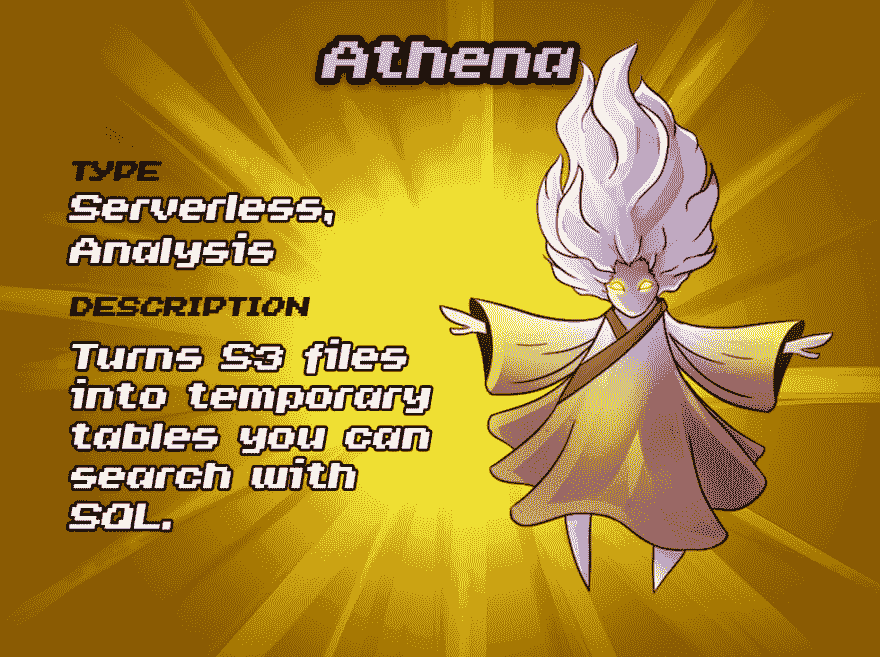 Athena
TYPE
Serverless,
Analysis
DESCRIPTION
Turns S3 files
into temporary
tables you can
search with
SQL.